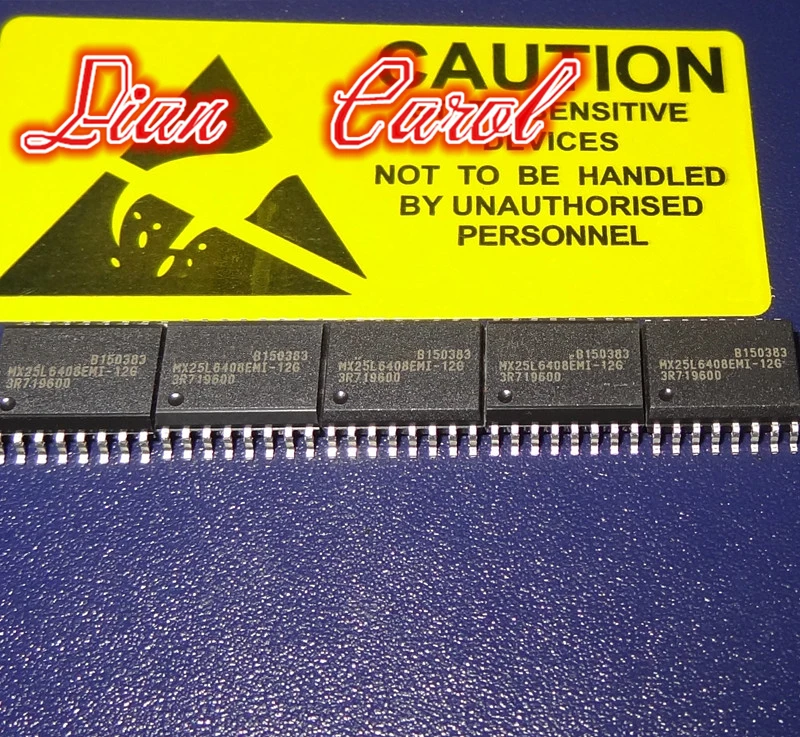 Dian Carol
CAUTION
SENSITIVE
DEVICES
NOT TO BE HANDLED
BY UNAUTHORISED
PERSONNEL
B150383
MX25L6408EMI-12G
3R719600
B150383
MX25L6408EMI-12G
3R719600
B150383
MX25L6408EMI-12G
3R719600
B150383
MX25L6408EMI-12G
3R719600
B150383
MX25L6408EMI-12G
3R719600